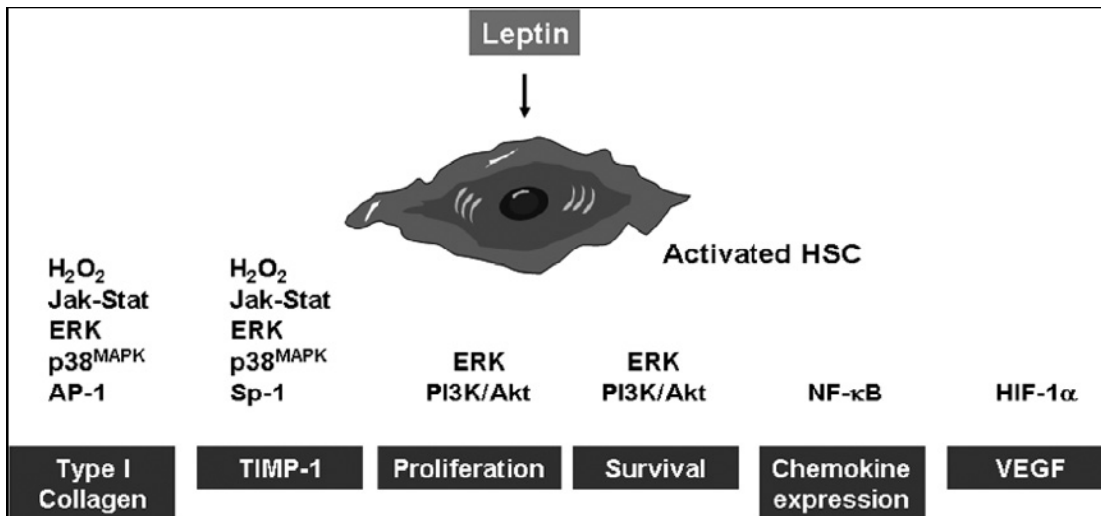 Leptin
Activated HSC
H₂O₂
Jak-Stat
ERK
p38ᴹᴬᴾᴷ
AP-1
H₂O₂
Jak-Stat
ERK
p38ᴹᴬᴾᴷ
Sp-1
ERK
PI3K/Akt
ERK
PI3K/Akt
NF-κB
HIF-1α
Type I
Collagen
TIMP-1
Proliferation
Survival
Chemokine
expression
VEGF